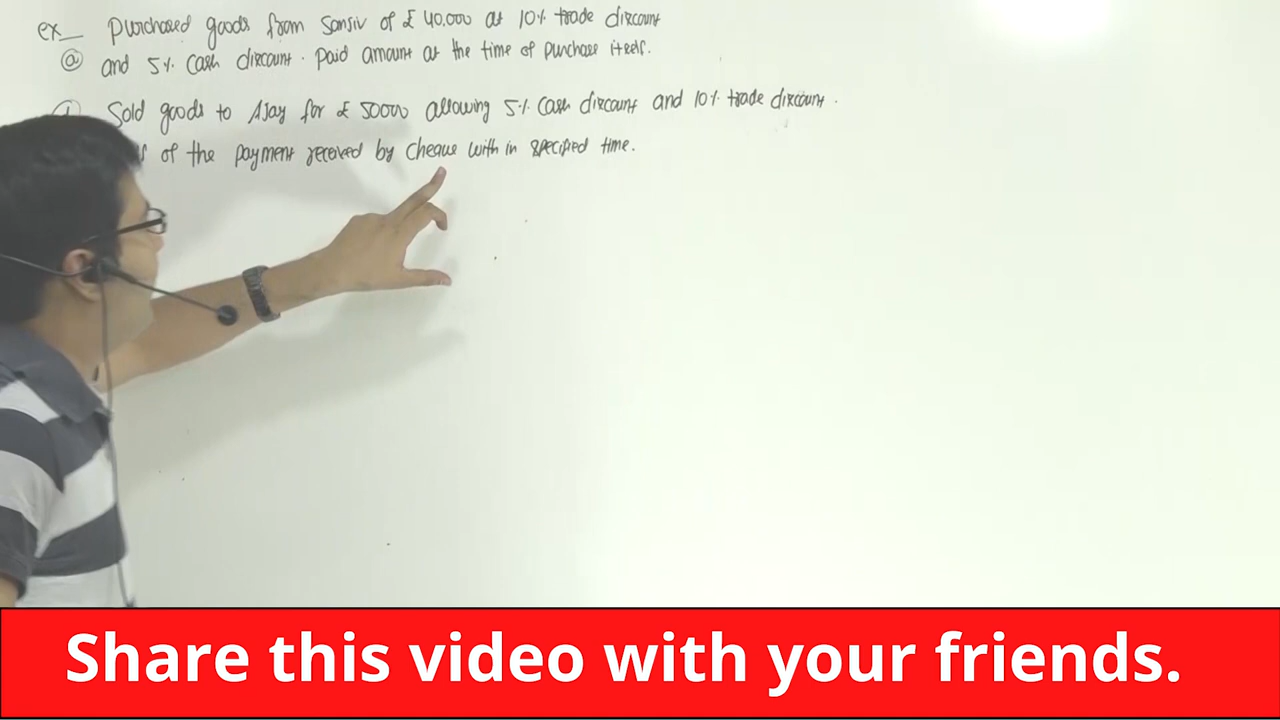 ex_ Purchased goods from Sansiv of £ 40,000 at 10% trade discount
(a) and 5% Cash discount. Paid amount at the time of purchase itself.
Sold goods to Ajay for £ 50000 allowing 5% Cash discount and 10% trade discount.
of the payment received by cheque with in specified time.
Share this video with your friends.